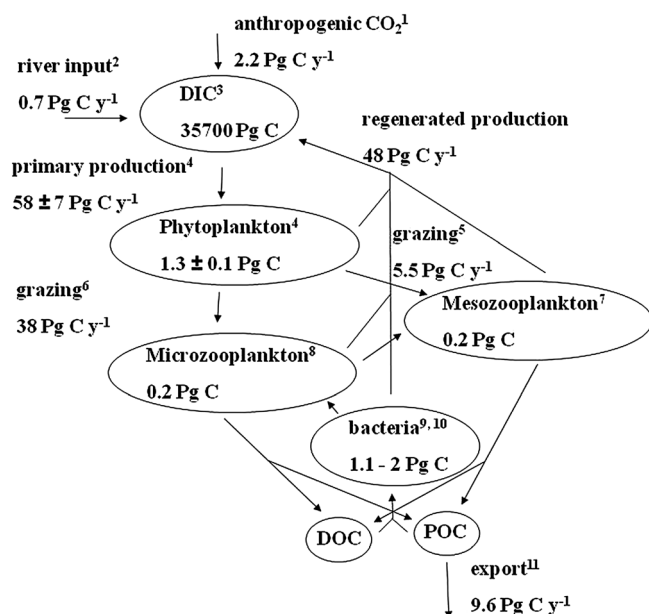 anthropogenic CO₂¹
2.2 Pg C y⁻¹
river input²
0.7 Pg C y⁻¹
DIC³
35700 Pg C
regenerated production
48 Pg C y⁻¹
primary production⁴
58 ± 7 Pg C y⁻¹
Phytoplankton⁴
1.3 ± 0.1 Pg C
grazing⁵
5.5 Pg C y⁻¹
grazing⁶
38 Pg C y⁻¹
Mesozooplankton⁷
0.2 Pg C
Microzooplankton⁸
0.2 Pg C
bacteria⁹,¹⁰
1.1 - 2 Pg C
DOC
POC
export¹¹
9.6 Pg C y⁻¹